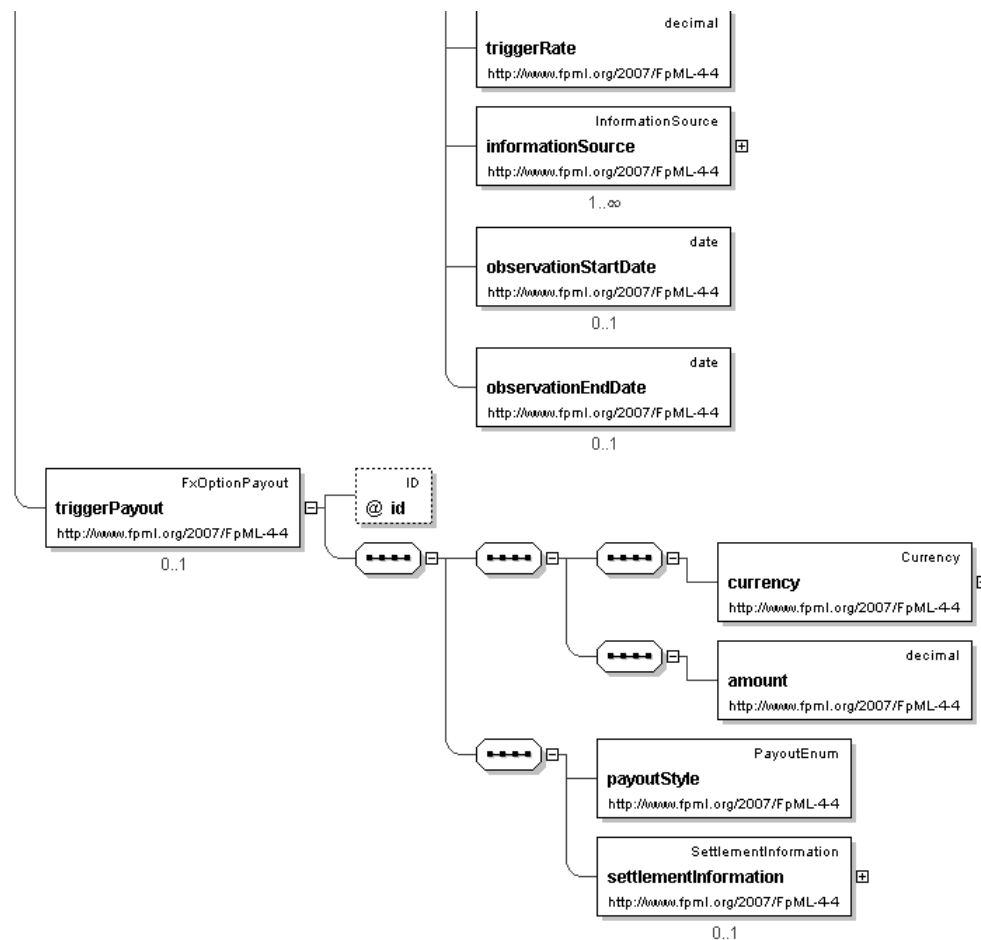 decimal
triggerRate
http://www.fpml.org/2007/FpML-4-4
InformationSource
informationSource
http://www.fpml.org/2007/FpML-4-4
1..∞
date
observationStartDate
http://www.fpml.org/2007/FpML-4-4
0..1
date
observationEndDate
http://www.fpml.org/2007/FpML-4-4
0..1
FxOptionPayout
triggerPayout
http://www.fpml.org/2007/FpML-4-4
0..1
ID
@ id
Currency
currency
http://www.fpml.org/2007/FpML-4-4
decimal
amount
http://www.fpml.org/2007/FpML-4-4
PayoutEnum
payoutStyle
http://www.fpml.org/2007/FpML-4-4
SettlementInformation
settlementInformation
http://www.fpml.org/2007/FpML-4-4
0..1